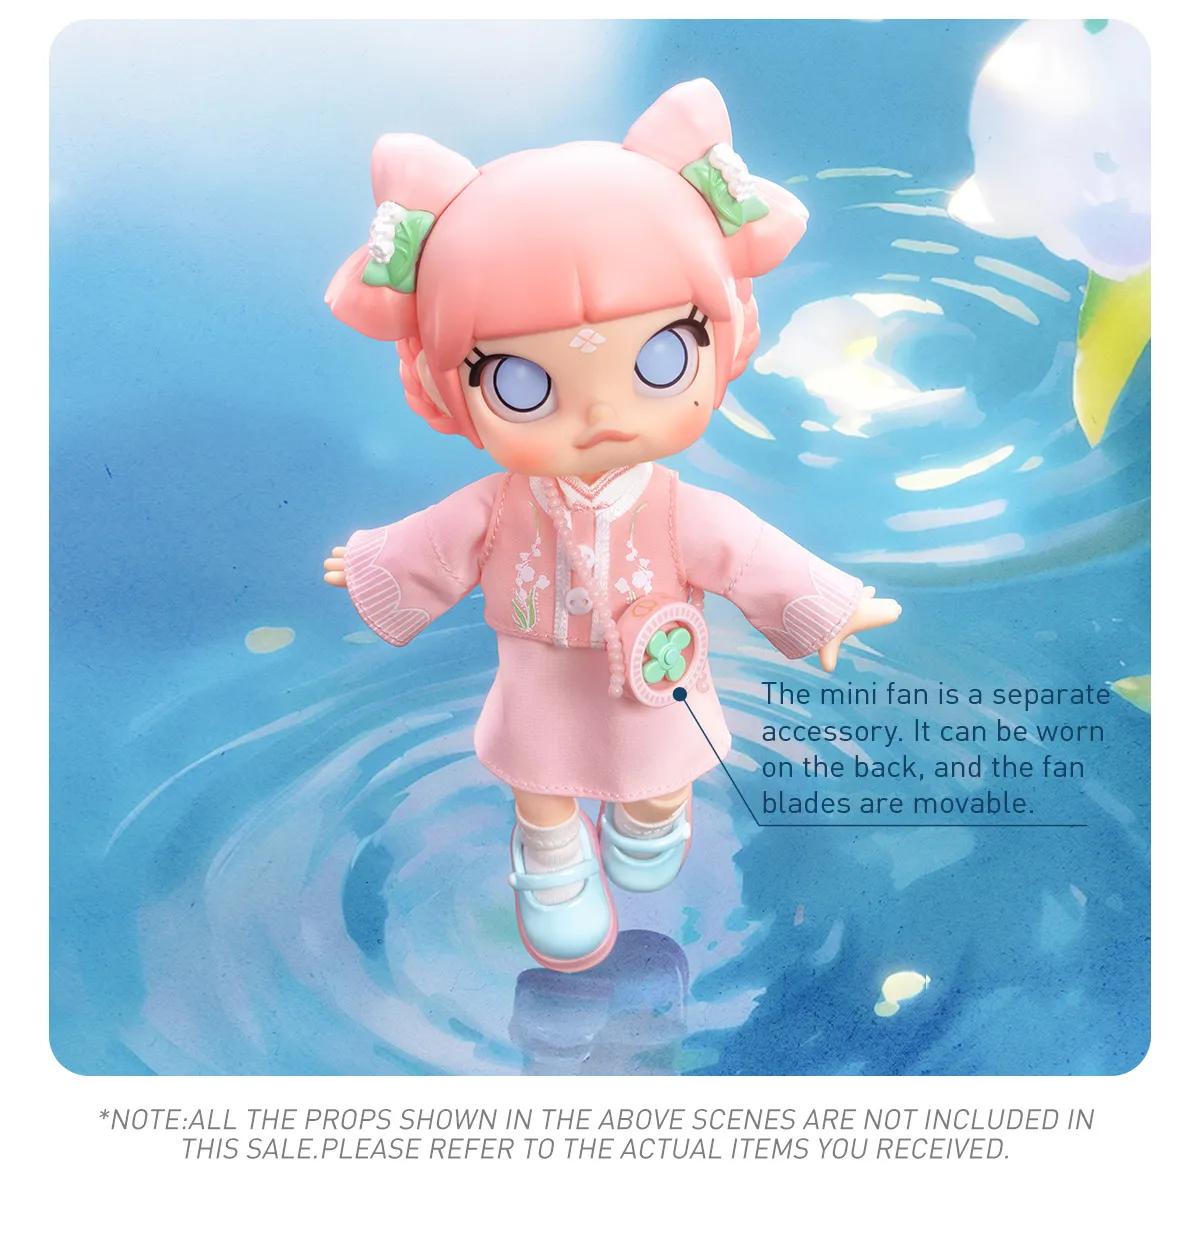 The mini fan is a separate
accessory. It can be worn
on the back, and the fan
blades are movable.
*NOTE:ALL THE PROPS SHOWN IN THE ABOVE SCENES ARE NOT INCLUDED IN
THIS SALE.PLEASE REFER TO THE ACTUAL ITEMS YOU RECEIVED.